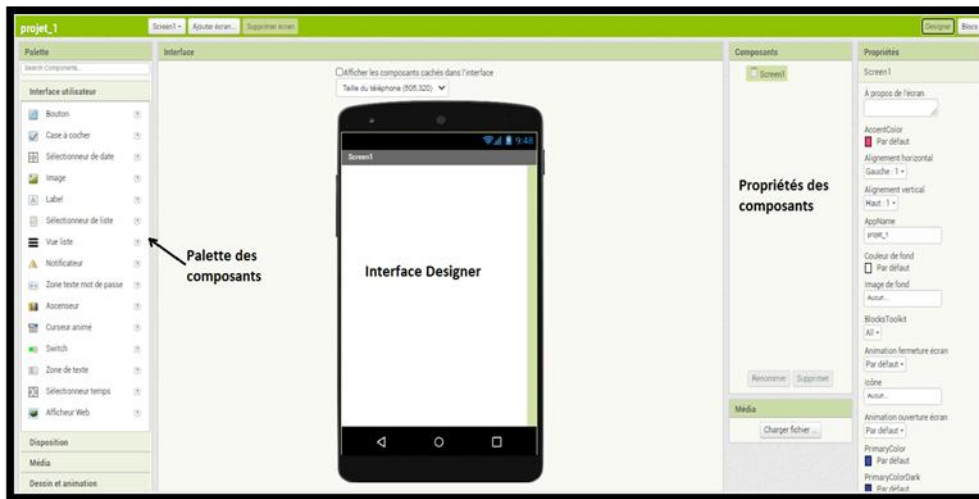 projet_1
Screen1
Ajouter écran...
Supprimer écran
Designer
Blocs
Palette
Search Components...
Interface utilisateur
Bouton
Case à cocher
Sélectionneur de date
Image
Label
Sélectionneur de liste
Vue liste
Notificateur
Zone texte mot de passe
Ascenseur
Curseur animé
Switch
Zone de texte
Sélectionneur temps
Afficheur Web
Disposition
Média
Dessin et animation
Palette des
composants
Interface
Afficher les composants cachés dans l'interface
Taille du téléphone (505,320)
9:48
Screen1
Interface Designer
Composants
Screen1
Propriétés des
composants
Renommer
Supprimer
Média
Charger fichier ...
Propriétés
Screen1
À propos de l'écran
AccentColor
Par défaut
Alignement horizontal
Gauche : 1
Alignement vertical
Haut : 1
AppName
projet_1
Couleur de fond
Par défaut
Image de fond
Aucun...
BlocksToolkit
All
Animation fermeture écran
Par défaut
Icône
Aucun...
Animation ouverture écran
Par défaut
PrimaryColor
Par défaut
PrimaryColorDark
Par défaut